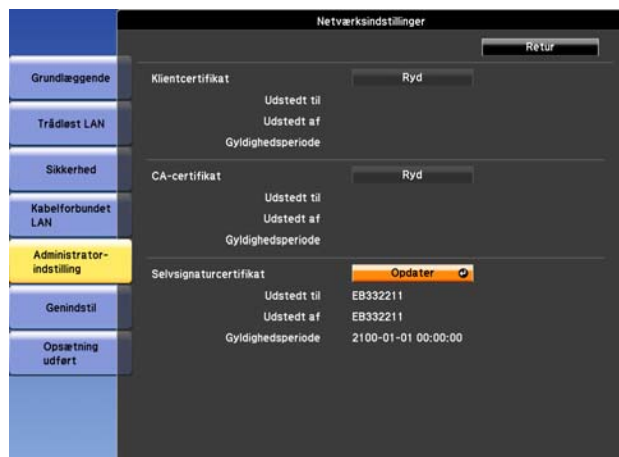 Netværksindstillinger
Retur
Grundlæggende
Trådløst LAN
Sikkerhed
Kabelforbundet
LAN
Administrator-
indstilling
Genindstil
Opsætning
udført
Klientcertifikat Ryd
Udstedt til
Udstedt af
Gyldighedsperiode
CA-certifikat Ryd
Udstedt til
Udstedt af
Gyldighedsperiode
Selvsignaturcertifikat Opdater
Udstedt til EB332211
Udstedt af EB332211
Gyldighedsperiode 2100-01-01 00:00:00